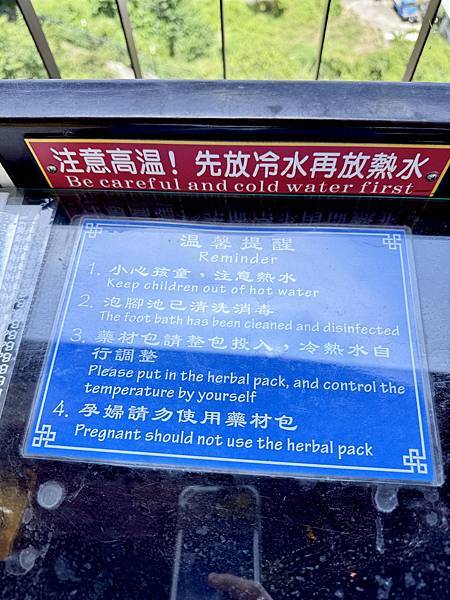 注意高溫！先放冷水再放熱水
Be careful and cold water first
溫馨提醒
Reminder
1. 小心孩童，注意熱水
Keep children out of hot water
2. 泡腳池已清洗消毒
The foot bath has been cleaned and disinfected
3. 藥材包請整包投入，冷熱水自
行調整
Please put in the herbal pack, and control the
temperature by yourself
4. 孕婦請勿使用藥材包
Pregnant should not use the herbal pack